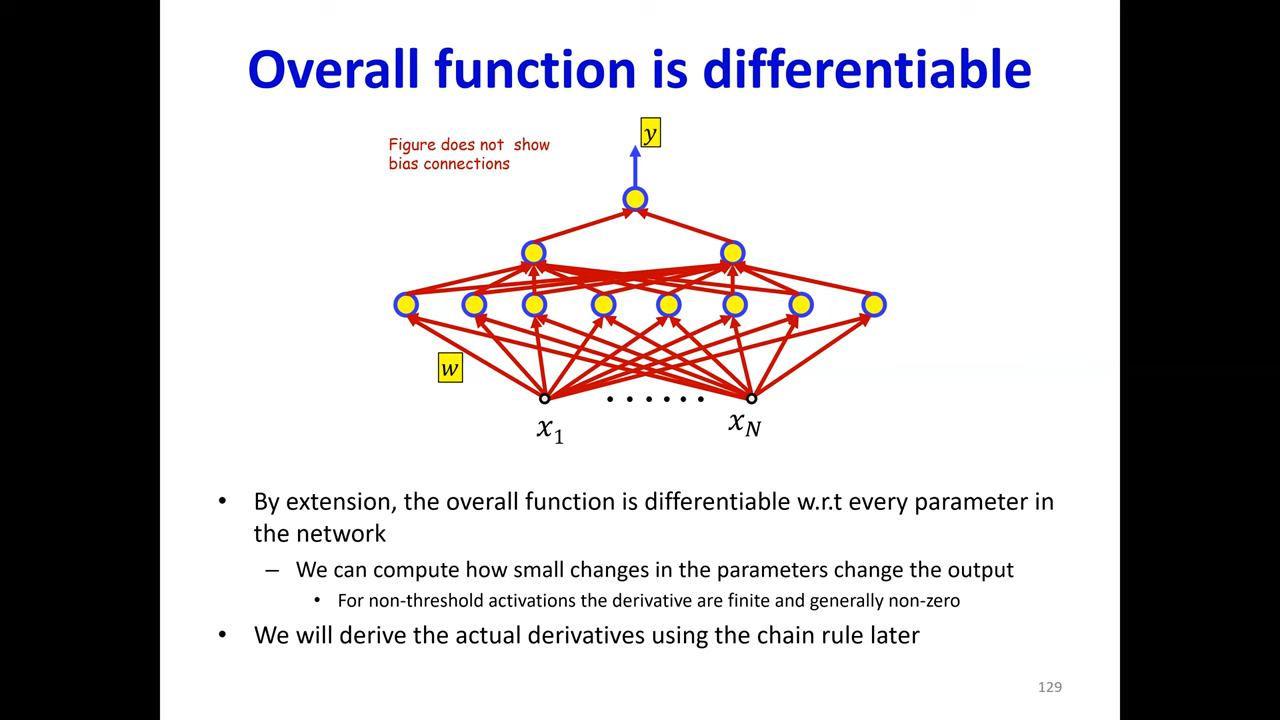 Overall function is differentiable
y
Figure does not show
bias connections
w
x₁
x_N
• By extension, the overall function is differentiable w.r.t every parameter in
the network
– We can compute how small changes in the parameters change the output
• For non-threshold activations the derivative are finite and generally non-zero
• We will derive the actual derivatives using the chain rule later
129